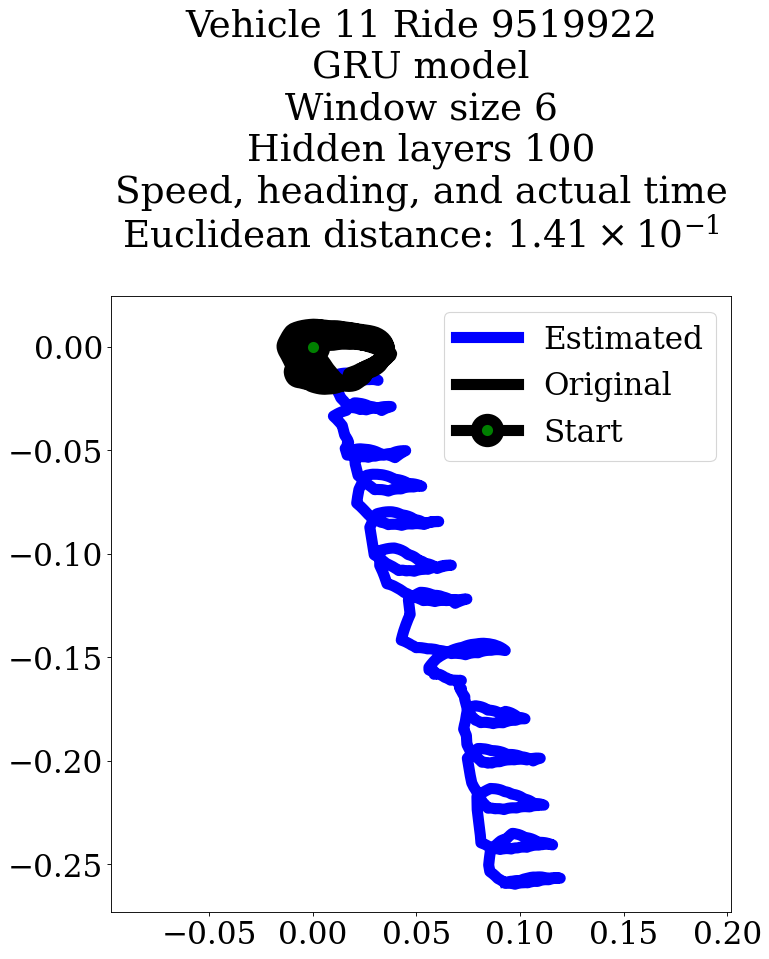 Vehicle 11 Ride 9519922
GRU model
Window size 6
Hidden layers 100
Speed, heading, and actual time
Euclidean distance: 1.41 × 10⁻¹
Estimated
Original
Start
0.00
−0.05
−0.10
−0.15
−0.20
−0.25
−0.05 0.00 0.05 0.10 0.15 0.20